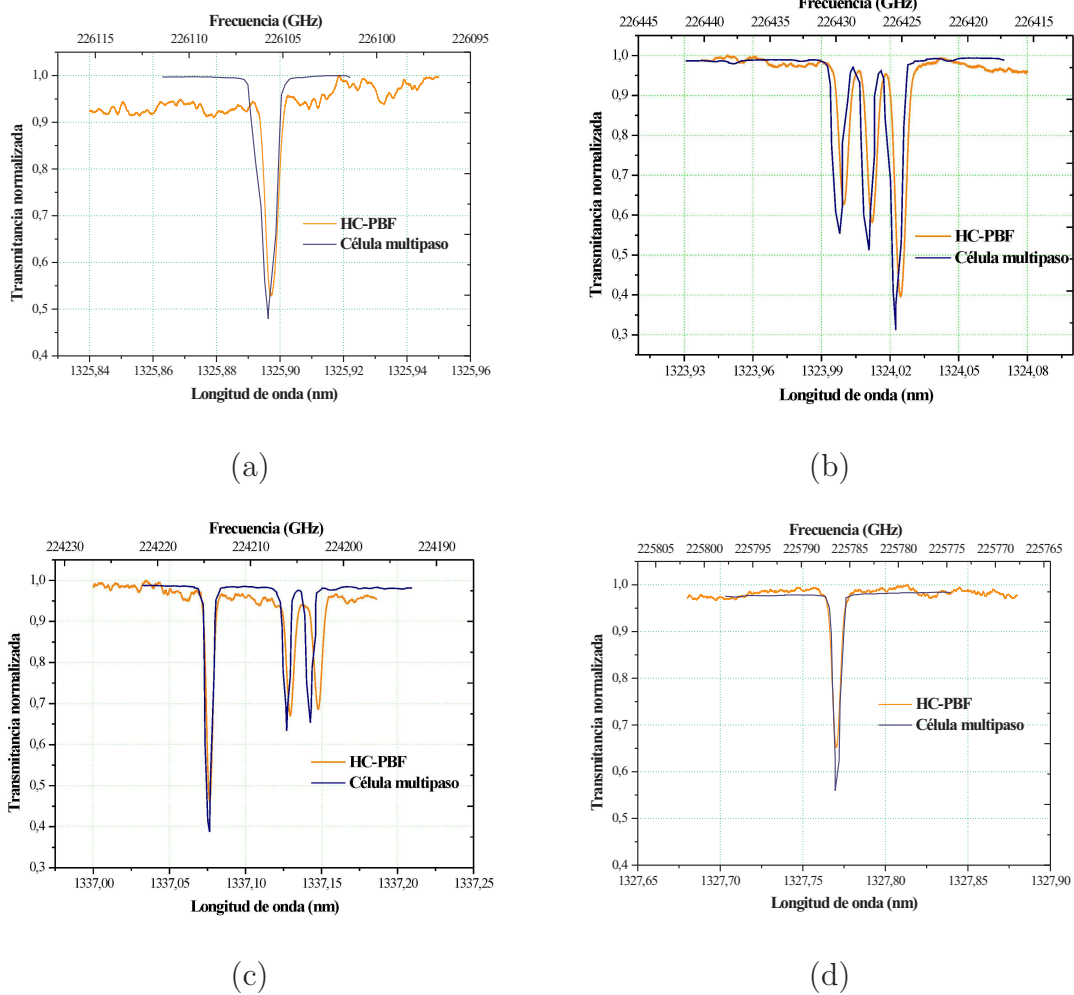 Frecuencia (GHz)
226115 226110 226105 226100 226095
1,0
0,9
0,8
0,7
0,6
0,5
0,4
Transmitancia normalizada
HC-PBF
Célula multipaso
1325,84 1325,86 1325,88 1325,90 1325,92 1325,94 1325,96
Longitud de onda (nm)
(a)
Frecuencia (GHz)
226445 226440 226435 226430 226425 226420 226415
1,0
0,9
0,8
0,7
0,6
0,5
0,4
0,3
Transmitancia normalizada
HC-PBF
Célula multipaso
1323,93 1323,96 1323,99 1324,02 1324,05 1324,08
Longitud de onda (nm)
(b)
Frecuencia (GHz)
224230 224220 224210 224200 224190
1,0
0,9
0,8
0,7
0,6
0,5
0,4
0,3
Transmitancia normalizada
HC-PBF
Célula multipaso
1337,00 1337,05 1337,10 1337,15 1337,20 1337,25
Longitud de onda (nm)
(c)
Frecuencia (GHz)
225805 225800 225795 225790 225785 225780 225775 225770 225765
1,0
0,9
0,8
0,7
0,6
0,5
0,4
Transmitancia normalizada
HC-PBF
Célula multipaso
1327,65 1327,70 1327,75 1327,80 1327,85 1327,90
Longitud de onda (nm)
(d)